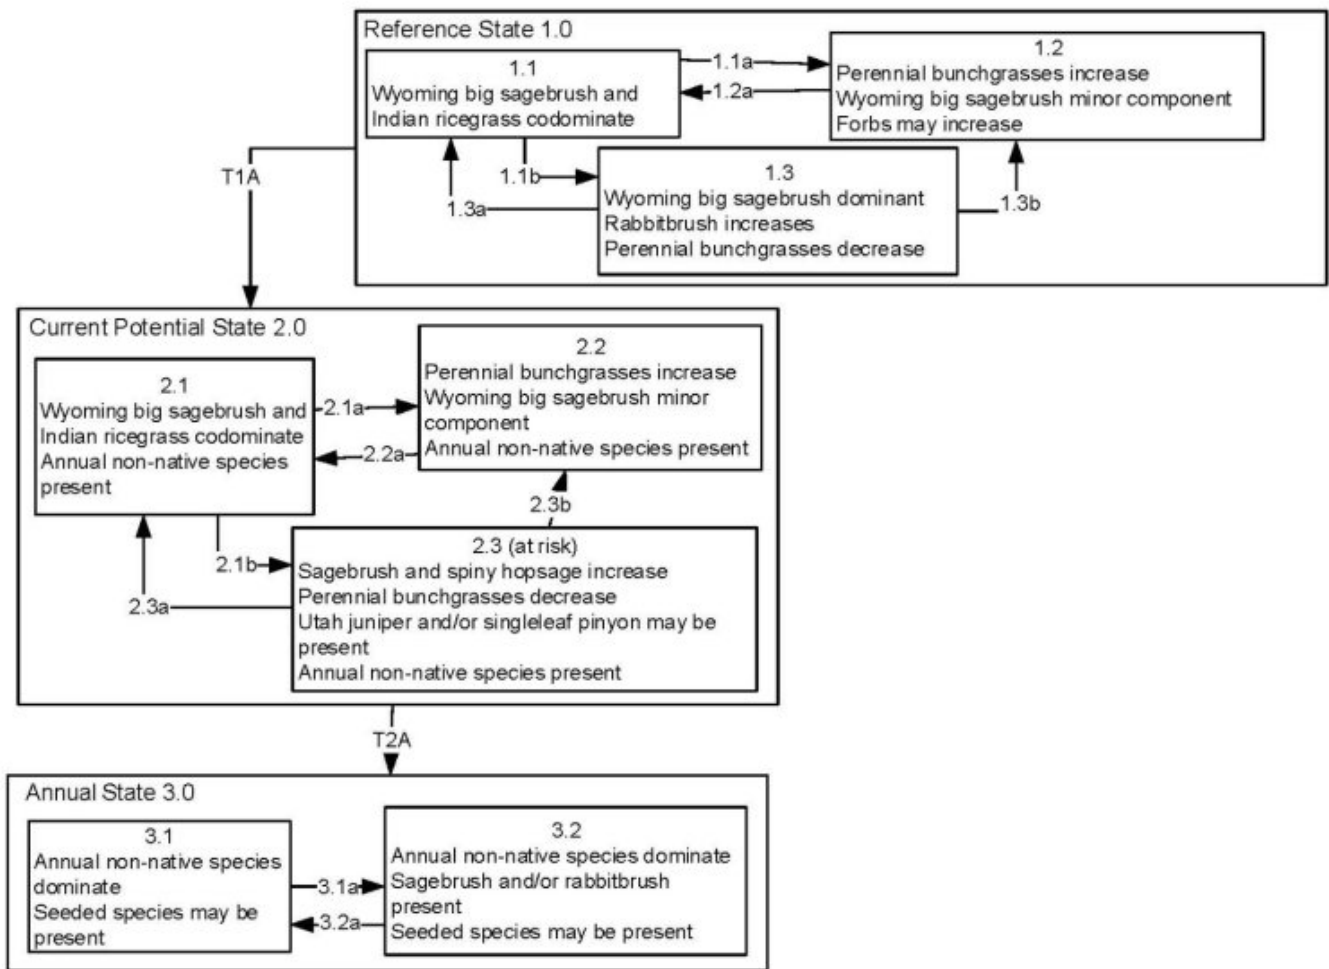 Reference State 1.0
1.1
Wyoming big sagebrush and
Indian ricegrass codominate
1.1a
1.2a
1.2
Perennial bunchgrasses increase
Wyoming big sagebrush minor component
Forbs may increase
1.1b
1.3a
1.3
Wyoming big sagebrush dominant
Rabbitbrush increases
Perennial bunchgrasses decrease
1.3b
T1A
Current Potential State 2.0
2.1
Wyoming big sagebrush and
Indian ricegrass codominate
Annual non-native species
present
2.1a
2.2a
2.2
Perennial bunchgrasses increase
Wyoming big sagebrush minor
component
Annual non-native species present
2.3b
2.1b
2.3a
2.3 (at risk)
Sagebrush and spiny hopsage increase
Perennial bunchgrasses decrease
Utah juniper and/or singleleaf pinyon may be
present
Annual non-native species present
T2A
Annual State 3.0
3.1
Annual non-native species
dominate
Seeded species may be
present
3.1a
3.2a
3.2
Annual non-native species dominate
Sagebrush and/or rabbitbrush
present
Seeded species may be present